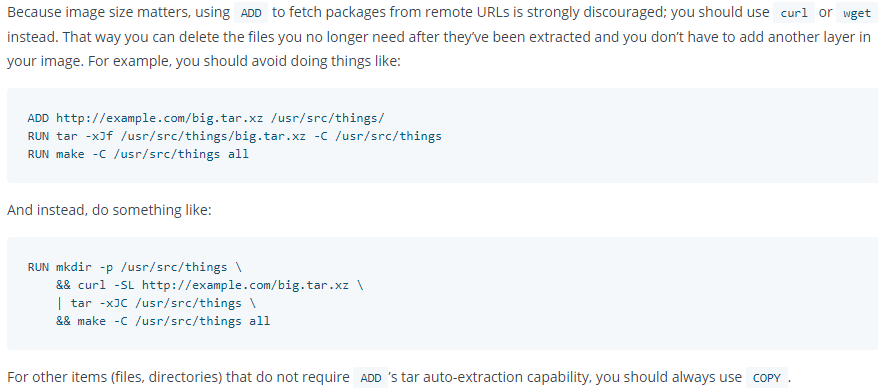 Because image size matters, using ADD to fetch packages from remote URLs is strongly discouraged; you should use curl or wget
instead. That way you can delete the files you no longer need after they’ve been extracted and you don’t have to add another layer in
your image. For example, you should avoid doing things like:
ADD http://example.com/big.tar.xz /usr/src/things/
RUN tar -xJf /usr/src/things/big.tar.xz -C /usr/src/things
RUN make -C /usr/src/things all
And instead, do something like:
RUN mkdir -p /usr/src/things \
    && curl -SL http://example.com/big.tar.xz \
    | tar -xJC /usr/src/things \
    && make -C /usr/src/things all
For other items (files, directories) that do not require ADD ’s tar auto-extraction capability, you should always use COPY .